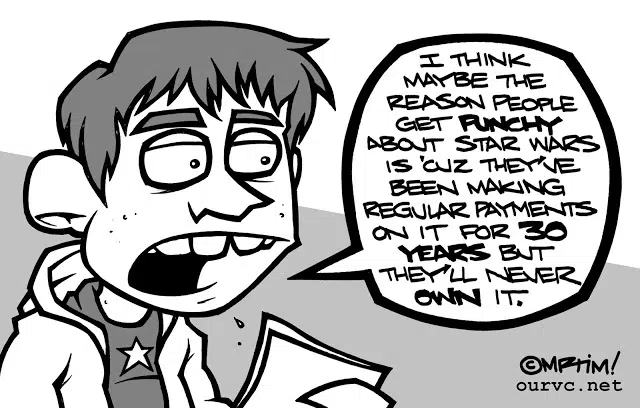 I THINK
MAYBE THE
REASON PEOPLE
GET PUNCHY
ABOUT STAR WARS
IS 'CUZ THEY'VE
BEEN MAKING
REGULAR PAYMENTS
ON IT FOR 30
YEARS BUT
THEY'LL NEVER
OWN IT.
©MRTIM!
ourvc.net